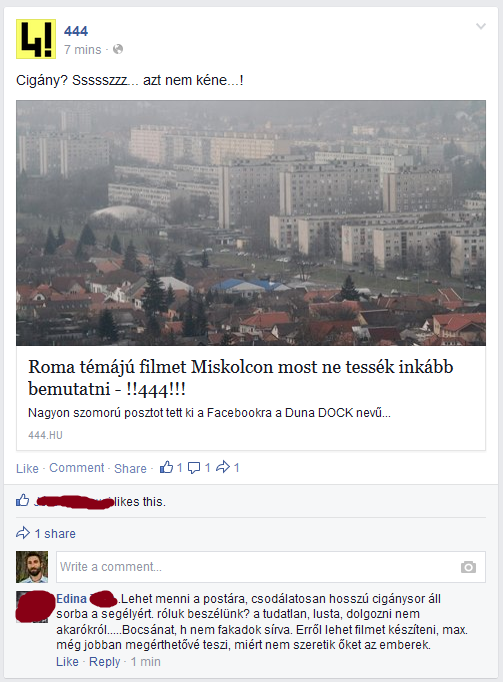 4!
444
7 mins ·
Cigány? Ssssszzz... azt nem kéne...!
Roma témájú filmet Miskolcon most ne tessék inkább
bemutatni - !!444!!!
Nagyon szomorú posztot tett ki a Facebookra a Duna DOCK nevű...
444.HU
Like · Comment · Share · 1 1 1
likes this.
1 share
Write a comment...
Edina .Lehet menni a postára, csodálatosan hosszú cigánysor áll
sorba a segélyért. róluk beszélünk? a tudatlan, lusta, dolgozni nem
akarókról.....Bocsánat, h nem fakadok sírva. Erről lehet filmet készíteni, max.
még jobban megérthővé teszi, miért nem szeretik őket az emberek.
Like · Reply · 1 min